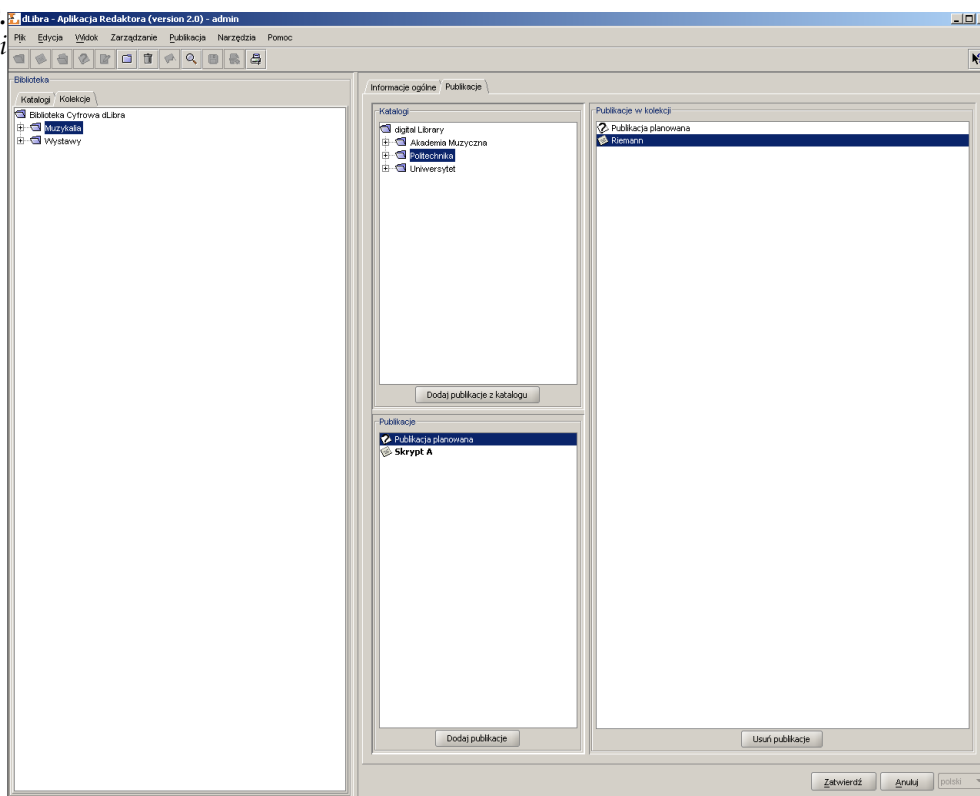 dLibra - Aplikacja Redaktora (version 2.0) - admin
Plik Edycja Widok Zarządzanie Publikacja Narzędzia Pomoc
i
Biblioteka
Katalogi Kolekcje
Biblioteka Cyfrowa dLibra
Muzykalia
Wystawy
Informacje ogólne Publikacje
Katalogi
digital Library
Akademia Muzyczna
Politechnika
Uniwersytet
Dodaj publikacje z katalogu
Publikacje
Publikacja planowana
Skrypt A
Dodaj publikacje
Publikacje w kolekcji
Publikacja planowana
Riemann
Usuń publikacje
Zatwierdź Anuluj polski